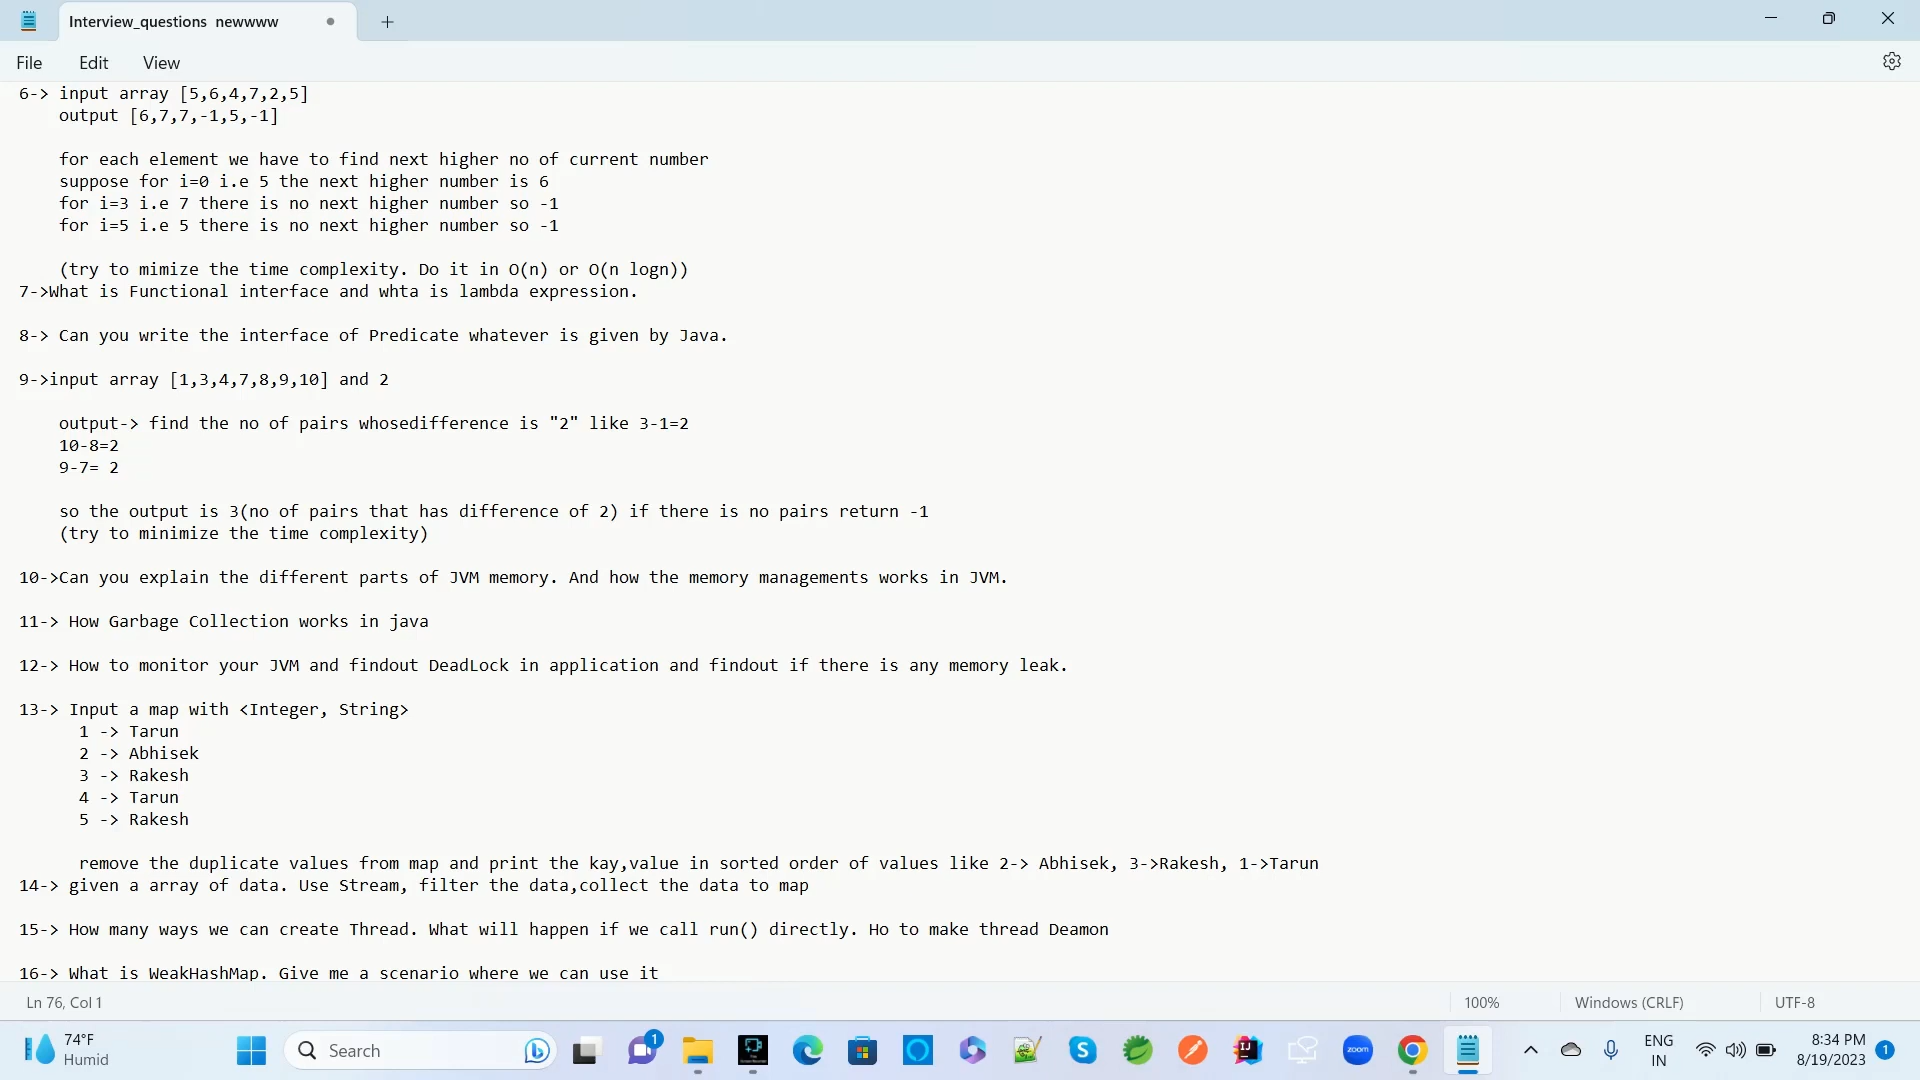 Interview_questions newwww
File Edit View
6-> input array [5,6,4,7,2,5]
output [6,7,7,-1,5,-1]
for each element we have to find next higher no of current number
suppose for i=0 i.e 5 the next higher number is 6
for i=3 i.e 7 there is no next higher number so -1
for i=5 i.e 5 there is no next higher number so -1
(try to mimize the time complexity. Do it in O(n) or O(n logn))
7->What is Functional interface and whta is lambda expression.
8-> Can you write the interface of Predicate whatever is given by Java.
9->input array [1,3,4,7,8,9,10] and 2
output-> find the no of pairs whosedifference is "2" like 3-1=2
10-8=2
9-7= 2
so the output is 3(no of pairs that has difference of 2) if there is no pairs return -1
(try to minimize the time complexity)
10->Can you explain the different parts of JVM memory. And how the memory managements works in JVM.
11-> How Garbage Collection works in java
12-> How to monitor your JVM and findout DeadLock in application and findout if there is any memory leak.
13-> Input a map with <Integer, String>
1 -> Tarun
2 -> Abhisek
3 -> Rakesh
4 -> Tarun
5 -> Rakesh
remove the duplicate values from map and print the kay,value in sorted order of values like 2-> Abhisek, 3->Rakesh, 1->Tarun
14-> given a array of data. Use Stream, filter the data,collect the data to map
15-> How many ways we can create Thread. What will happen if we call run() directly. Ho to make thread Deamon
16-> What is WeakHashMap. Give me a scenario where we can use it
Ln 76, Col 1 100% Windows (CRLF) UTF-8
74°F
Humid
Search
1
zoom
ENG
IN
8:34 PM
8/19/2023
1